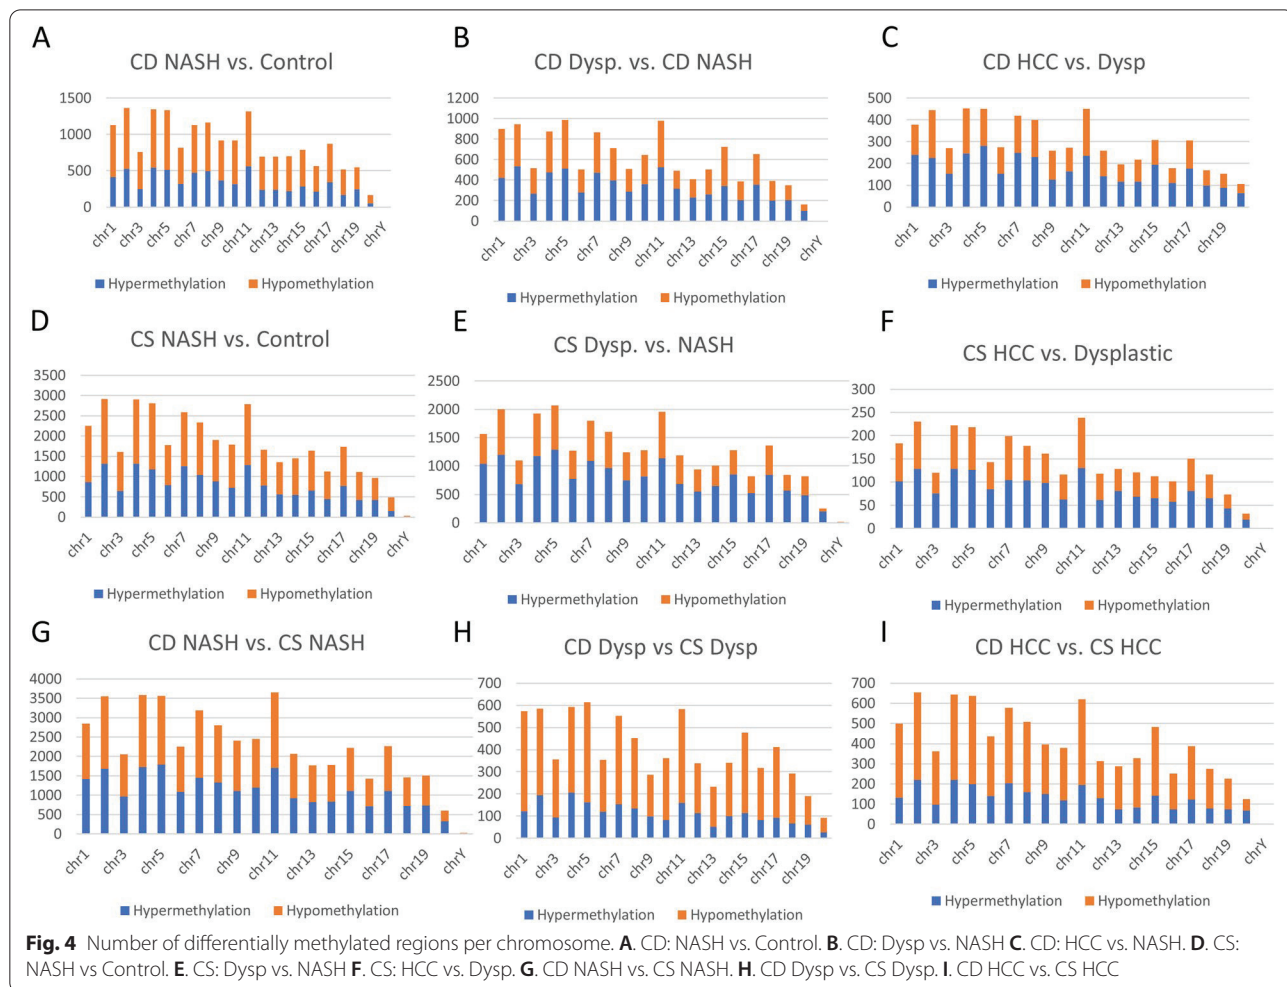 A
CD NASH vs. Control
1500
1000
500
0
chr1
chr3
chr5
chr7
chr9
chr11
chr13
chr15
chr17
chr19
chrY
Hypermethylation
Hypomethylation
B
CD Dysp. vs. CD NASH
1200
1000
800
600
400
200
0
chr1
chr3
chr5
chr7
chr9
chr11
chr13
chr15
chr17
chr19
chrY
Hypermethylation
Hypomethylation
C
CD HCC vs. Dysp
500
400
300
200
100
0
chr1
chr3
chr5
chr7
chr9
chr11
chr13
chr15
chr17
chr19
Hypermethylation
Hypomethylation
D
CS NASH vs. Control
3500
3000
2500
2000
1500
1000
500
0
chr1
chr3
chr5
chr7
chr9
chr11
chr13
chr15
chr17
chr19
chrY
Hypermethylation
Hypomethylation
E
CS Dysp. vs. NASH
2500
2000
1500
1000
500
0
chr1
chr3
chr5
chr7
chr9
chr11
chr13
chr15
chr17
chr19
chrY
Hypermethylation
Hypomethylation
F
CS HCC vs. Dysplastic
300
250
200
150
100
50
0
chr1
chr3
chr5
chr7
chr9
chr11
chr13
chr15
chr17
chr19
chrY
Hypermethylation
Hypomethylation
G
CD NASH vs. CS NASH
4000
3500
3000
2500
2000
1500
1000
500
0
chr1
chr3
chr5
chr7
chr9
chr11
chr13
chr15
chr17
chr19
chrY
Hypermethylation
Hypomethylation
H
CD Dysp vs CS Dysp
700
600
500
400
300
200
100
0
chr1
chr3
chr5
chr7
chr9
chr11
chr13
chr15
chr17
chr19
Hypermethylation
Hypomethylation
I
CD HCC vs. CS HCC
700
600
500
400
300
200
100
0
chr1
chr3
chr5
chr7
chr9
chr11
chr13
chr15
chr17
chr19
chrY
Hypermethylation
Hypomethylation
Fig. 4 Number of differentially methylated regions per chromosome. A. CD: NASH vs. Control. B. CD: Dysp vs. NASH C. CD: HCC vs. NASH. D. CS:
NASH vs Control. E. CS: Dysp vs. NASH F. CS: HCC vs. Dysp. G. CD NASH vs. CS NASH. H. CD Dysp vs. CS Dysp. I. CD HCC vs. CS HCC